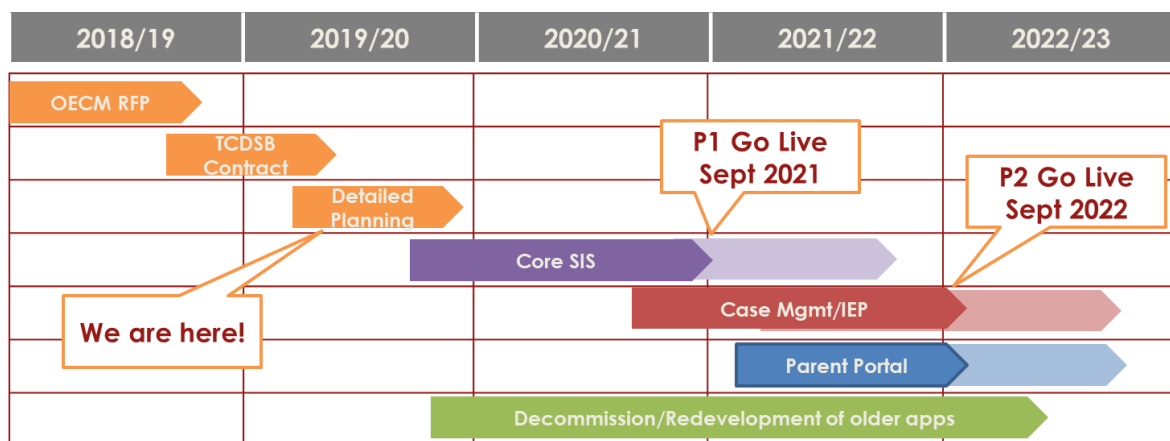 2018/19
2019/20
2020/21
2021/22
2022/23
OECM RFP
TCDSB
Contract
P1 Go Live
Sept 2021
Detailed
Planning
P2 Go Live
Sept 2022
Core SIS
We are here!
Case Mgmt/IEP
Parent Portal
Decommission/Redevelopment of older apps